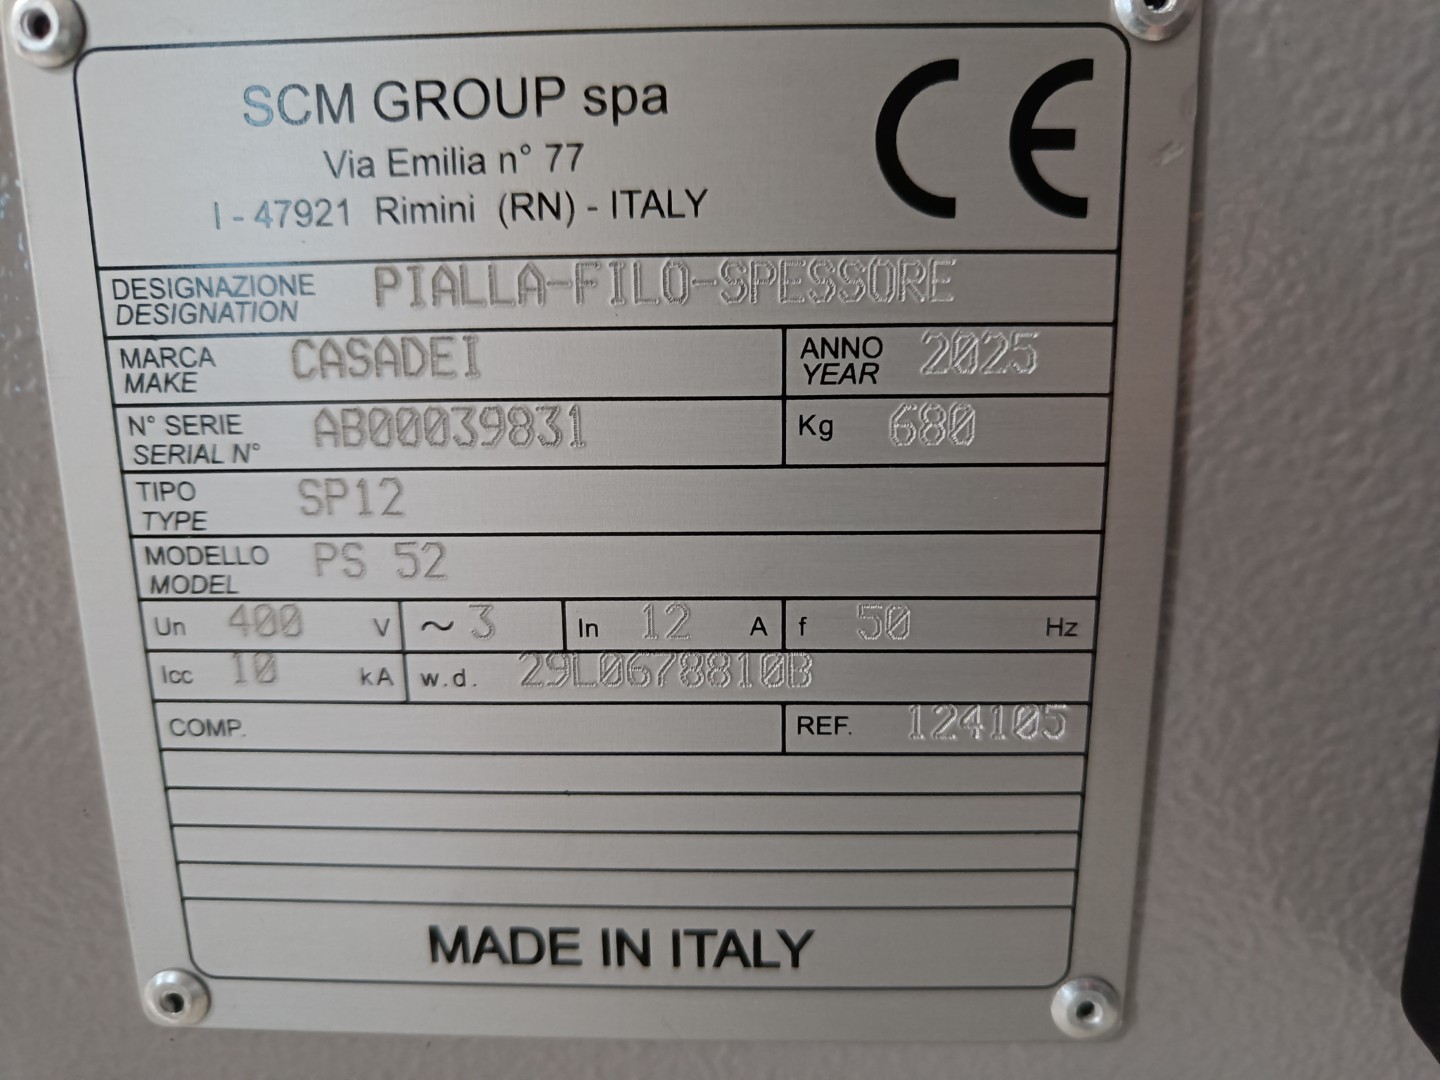 SCM GROUP spa
Via Emilia n° 77
I - 47921 Rimini (RN) - ITALY
CE
DESIGNAZIONE PIALLA-FILO-SPESSORE
DESIGNATION
MARCA CASADEI ANNO 2025
MAKE YEAR
N° SERIE AB00039831 Kg 680
SERIAL N°
TIPO SP12
TYPE
MODELLO PS 52
MODEL
Un 400 V ~ 3 In 12 A f 50 Hz
Icc 10 kA w.d. 29L0678810B
COMP. REF. 124105
MADE IN ITALY